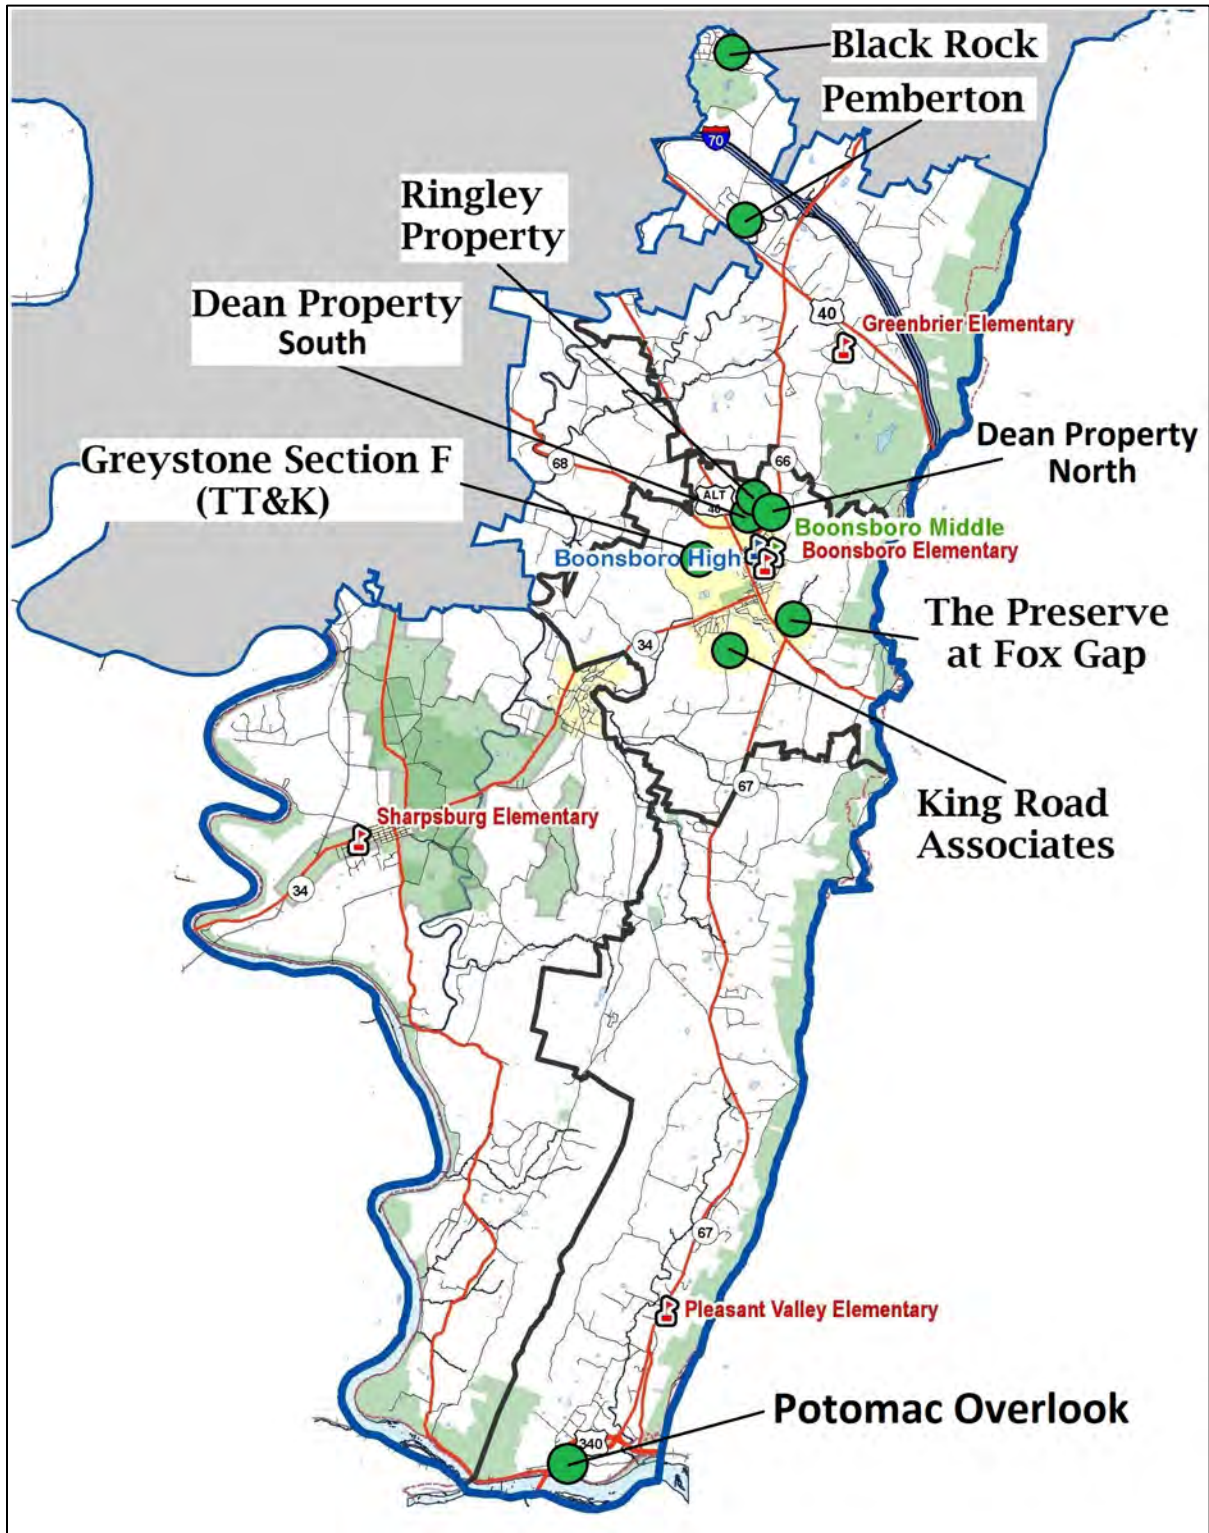 Black Rock
Pemberton
70
Ringley
Property
Dean Property
South
40
Greenbrier Elementary
Dean Property
North
Greystone Section F
(TT&K)
68
66
ALT
40
Boonsboro Middle
Boonsboro High
Boonsboro Elementary
The Preserve
at Fox Gap
34
67
King Road
Associates
Sharpsburg Elementary
34
67
Pleasant Valley Elementary
Potomac Overlook
340